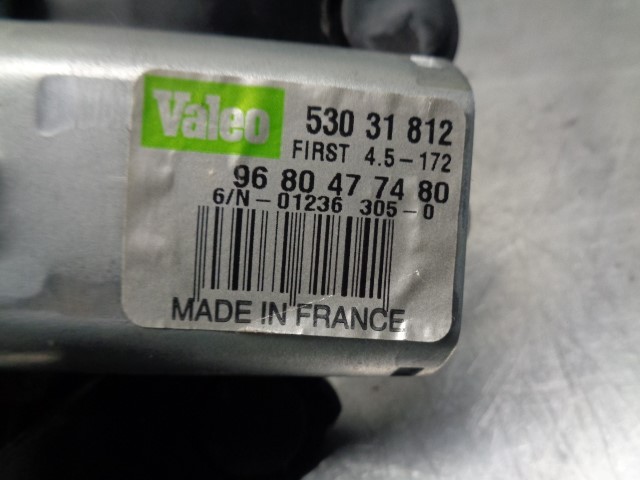 Valeo 530 31 812
FIRST 4.5-172
96 80 47 74 80
6/N-01236 305-0
MADE IN FRANCE